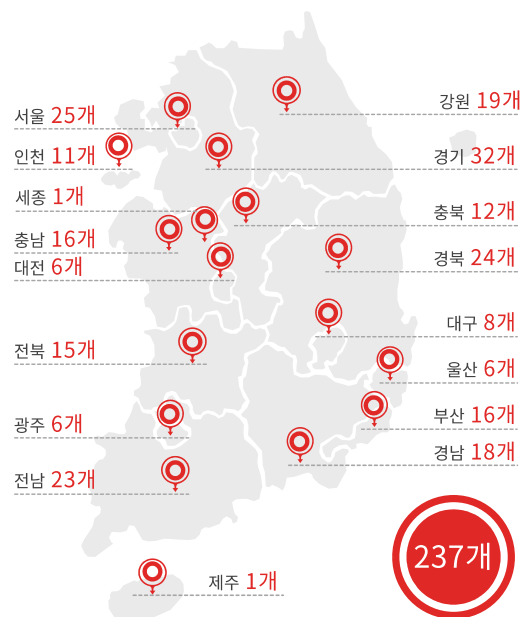 서울 25개
인천 11개
세종 1개
충남 16개
대전 6개
전북 15개
광주 6개
전남 23개
제주 1개
강원 19개
경기 32개
충북 12개
경북 24개
대구 8개
울산 6개
부산 16개
경남 18개
237개